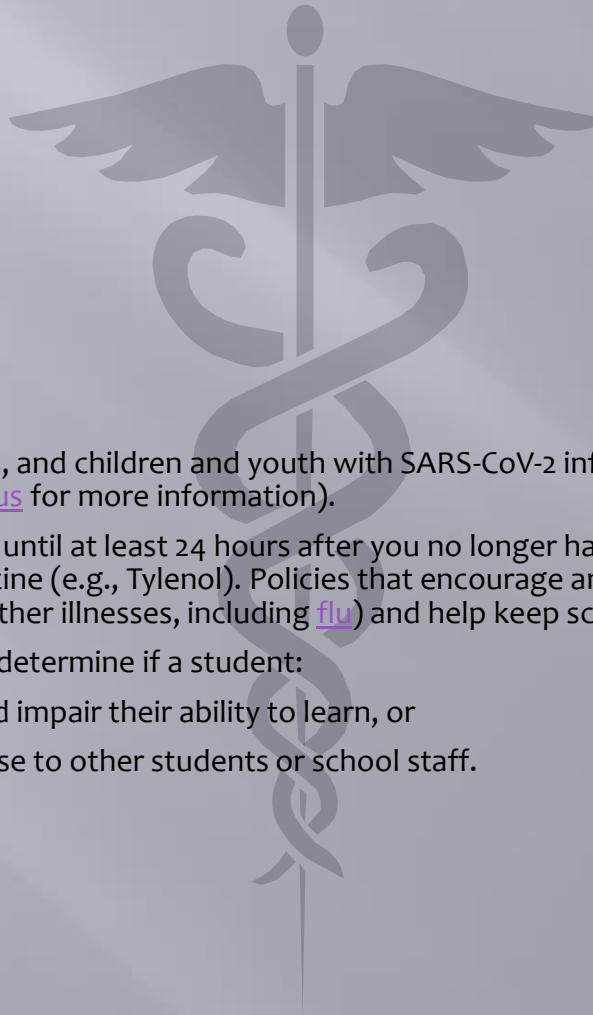 , and children and youth with SARS-CoV-2 inf
us for more information).
until at least 24 hours after you no longer ha
cine (e.g., Tylenol). Policies that encourage an
ther illnesses, including flu) and help keep sc
determine if a student:
d impair their ability to learn, or
se to other students or school staff.